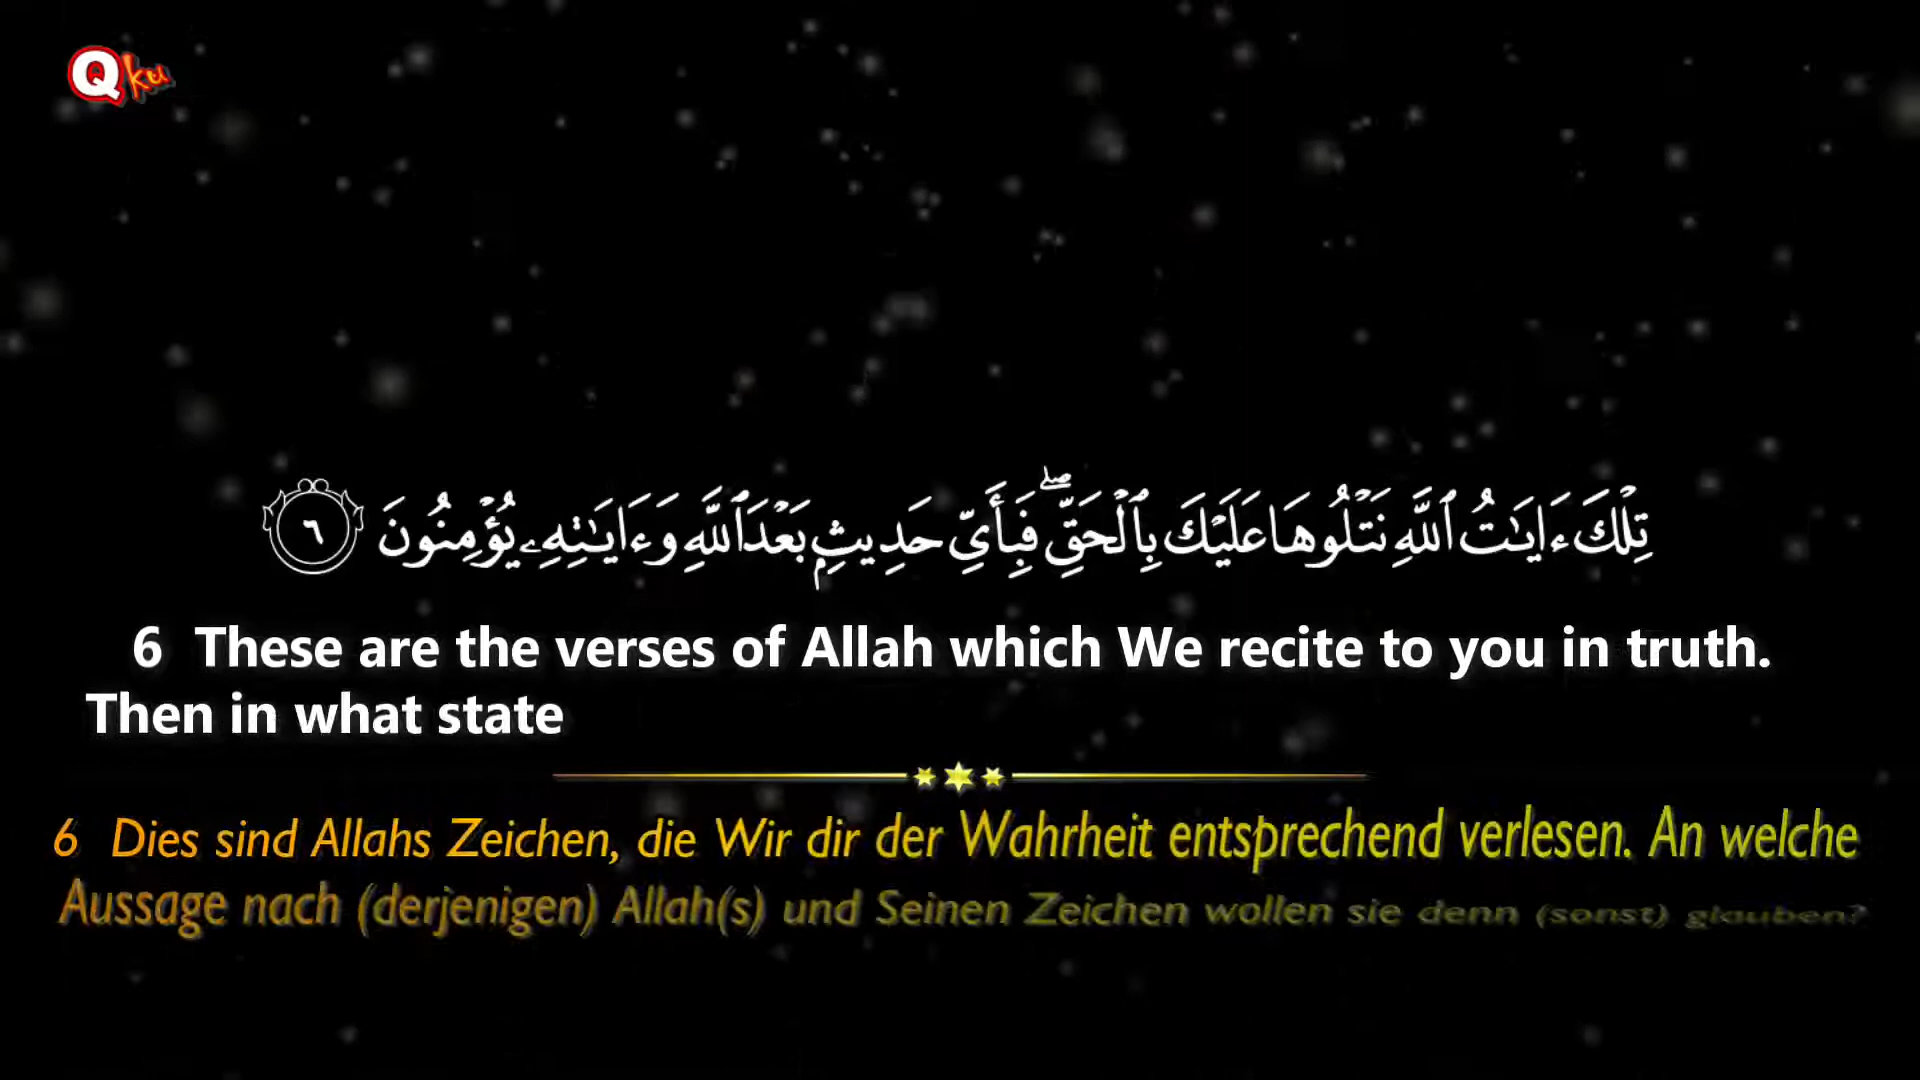 Qku
تِلْكَ ءَايَـٰتُ ٱللَّهِ نَتْلُوهَا عَلَيْكَ بِٱلْحَقِّ ۖ فَبِأَىِّ حَدِيثٍۭ بَعْدَ ٱللَّهِ وَءَايَـٰتِهِۦ يُؤْمِنُونَ ٦
6 These are the verses of Allah which We recite to you in truth.
Then in what state
6 Dies sind Allahs Zeichen, die Wir dir der Wahrheit entsprechend verlesen. An welche
Aussage nach (derjenigen) Allah(s) und Seinen Zeichen wollen sie denn (sonst) glauben?